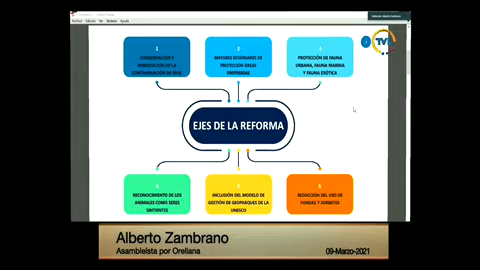 TVL
1
2
3
CONSERVACIÓN Y
REMEDIACIÓN DE LA
CONTAMINACIÓN DE RÍOS
MAYORES ESTÁNDARES DE
PROTECCIÓN ÁREAS
PROTEGIDAS
PROTECCIÓN DE FAUNA
URBANA, FAUNA MARINA
Y FAUNA EXÓTICA
EJES DE LA REFORMA
4
5
6
RECONOCIMIENTO DE LOS
ANIMALES COMO SERES
SINTIENTES
INCLUSIÓN DEL MODELO DE
GESTIÓN DE GEOPARQUES DE LA
UNESCO
REDUCCIÓN DEL USO DE
FUNDAS Y SORBETES
Alberto Zambrano
Asambleísta por Orellana
09-Marzo-2021